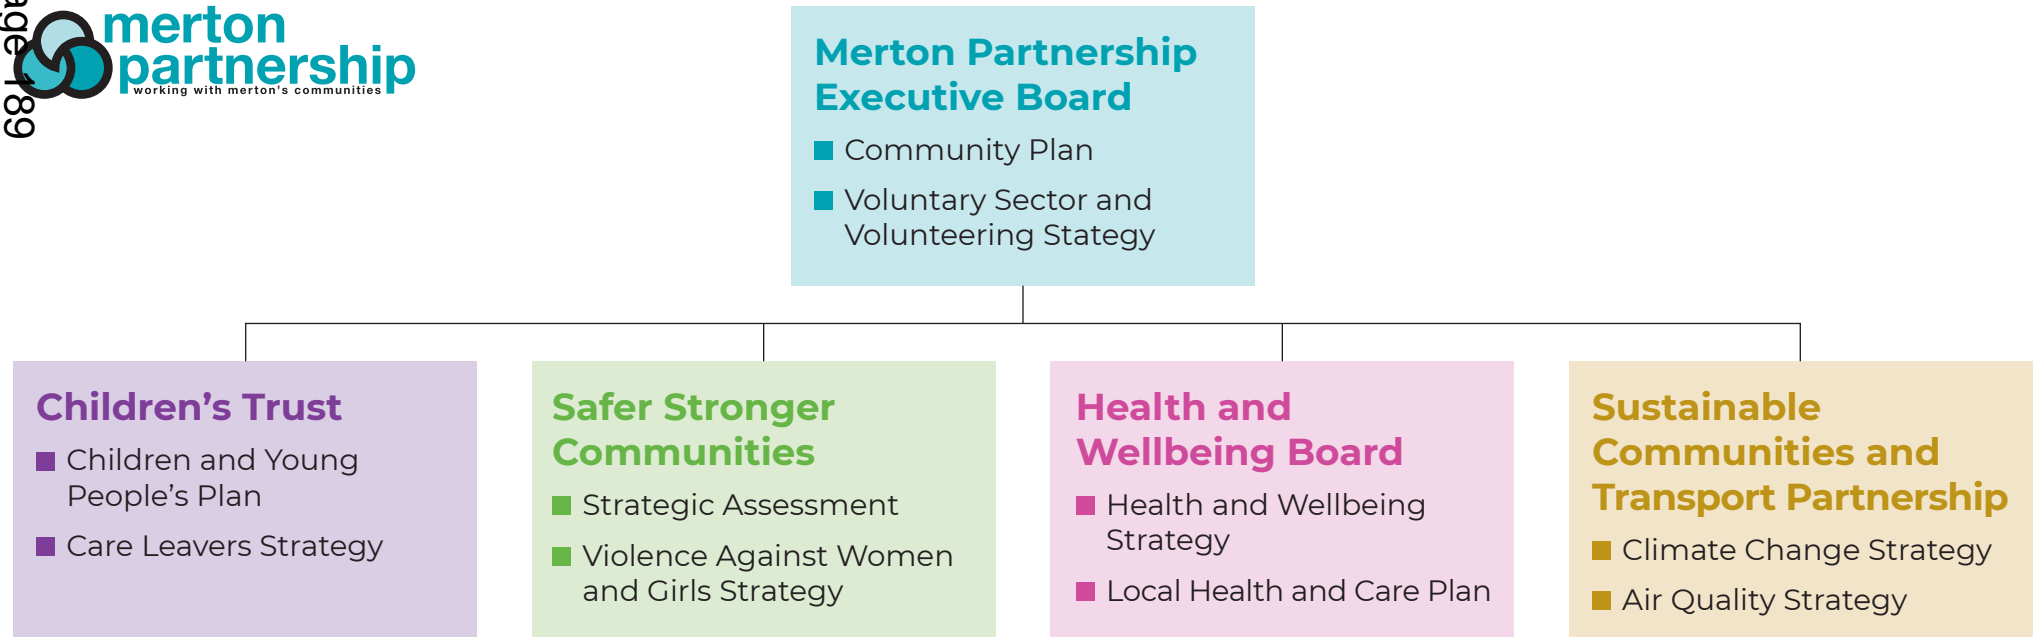 age 189
merton
partnership
working with merton's communities
Merton Partnership
Executive Board
Community Plan
Voluntary Sector and
Volunteering Stategy
Children’s Trust
Children and Young
People’s Plan
Care Leavers Strategy
Safer Stronger
Communities
Strategic Assessment
Violence Against Women
and Girls Strategy
Health and
Wellbeing Board
Health and Wellbeing
Strategy
Local Health and Care Plan
Sustainable
Communities and
Transport Partnership
Climate Change Strategy
Air Quality Strategy